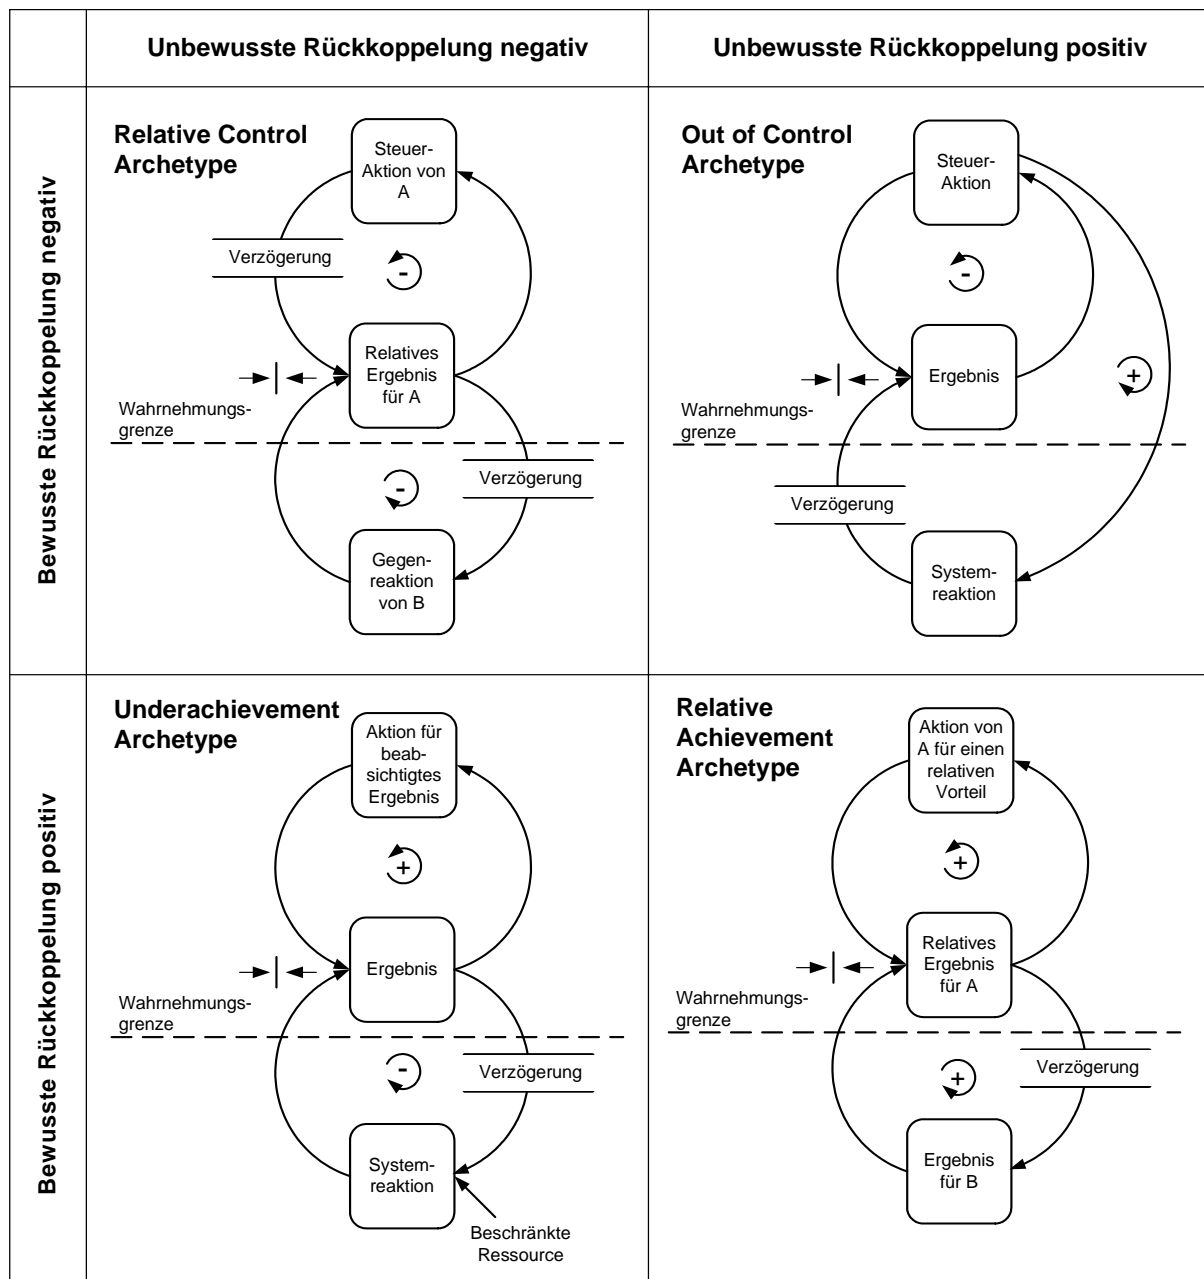 Unbewusste Rückkoppelung negativ
Unbewusste Rückkoppelung positiv
Bewusste Rückkoppelung negativ
Relative Control
Archetype
Steuer-
Aktion von
A
Verzögerung
-
Relatives
Ergebnis
für A
Wahrnehmungs-
grenze
-
Verzögerung
Gegen-
reaktion
von B
Out of Control
Archetype
Steuer-
Aktion
-
Ergebnis
+
Wahrnehmungs-
grenze
Verzögerung
System-
reaktion
Bewusste Rückkoppelung positiv
Underachievement
Archetype
Aktion für
beab-
sichtigtes
Ergebnis
+
Ergebnis
Wahrnehmungs-
grenze
-
Verzögerung
System-
reaktion
Beschränkte
Ressource
Relative
Achievement
Archetype
Aktion von
A für einen
relativen
Vorteil
+
Relatives
Ergebnis
für A
Wahrnehmungs-
grenze
+
Verzögerung
Ergebnis
für B